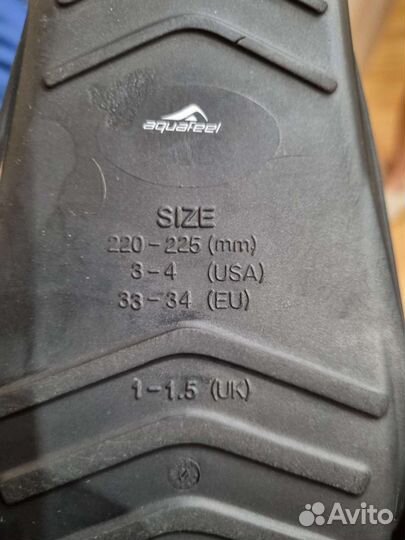 aquafeel
SIZE
220-225 (mm)
3-4 (USA)
33-34 (EU)
1-1.5 (UK)
Avito